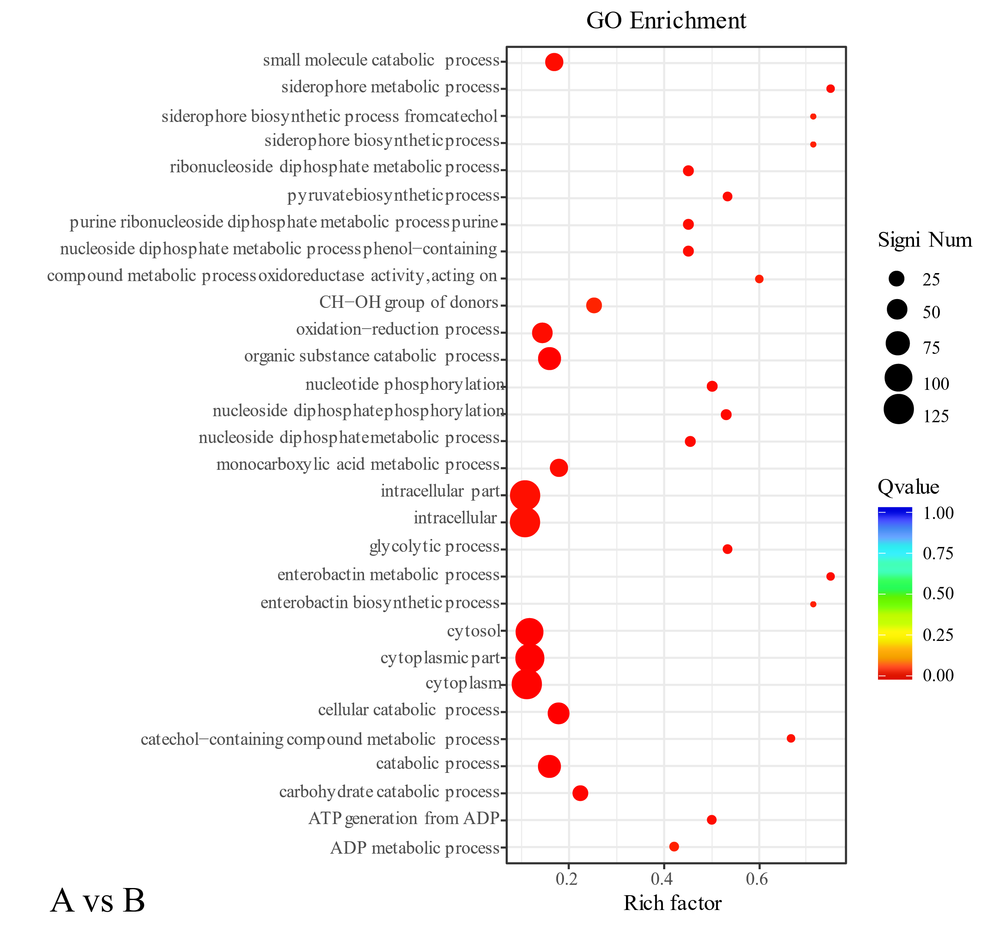 GO Enrichment
small molecule catabolic process
siderophore metabolic process
siderophore biosynthetic process fromcatechol
siderophore biosyntheticprocess
ribonucleoside diphosphate metabolic process
pyruvatebiosyntheticprocess
purine ribonucleoside diphosphate metabolic processpurine
nucleoside diphosphate metabolic processphenol−containing
compound metabolic processoxidoreductase activity,acting on
CH−OH group of donors
oxidation−reduction process
organic substance catabolic process
nucleotide phosphorylation
nucleoside diphosphatephosphorylation
nucleoside diphosphatemetabolic process
monocarboxylic acid metabolic process
intracellular part
intracellular
glycolytic process
enterobactin metabolic process
enterobactin biosynthetic process
cytosol
cytoplasmic part
cytoplasm
cellular catabolic process
catechol−containing compound metabolic process
catabolic process
carbohydrate catabolic process
ATP generation from ADP
ADP metabolic process
0.2 0.4 0.6
Rich factor
A vs B
Signi Num
25
50
75
100
125
Qvalue
1.00
0.75
0.50
0.25
0.00